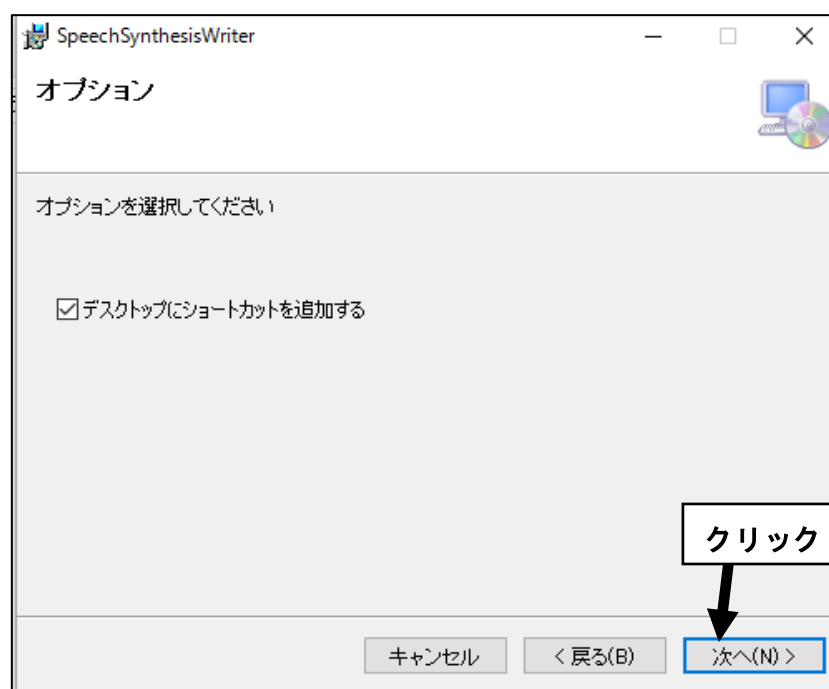 SpeechSynthesisWriter
オプション
オプションを選択してください
デスクトップにショートカットを追加する
クリック
キャンセル
< 戻る(B)
次へ(N) >